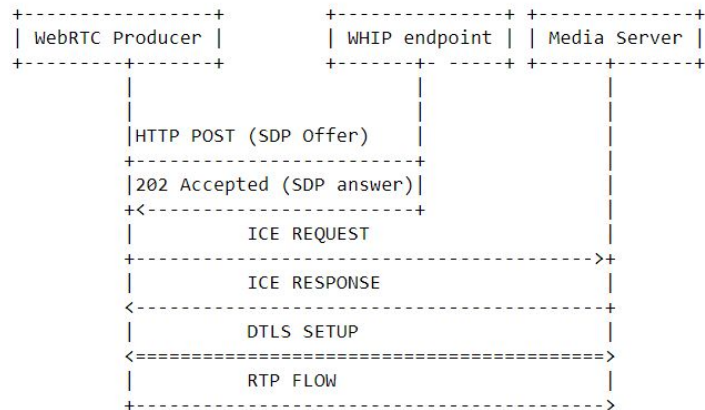 WebRTC Producer WHIP endpoint Media Server
HTTP POST (SDP Offer)
202 Accepted (SDP answer)
ICE REQUEST
ICE RESPONSE
DTLS SETUP
RTP FLOW